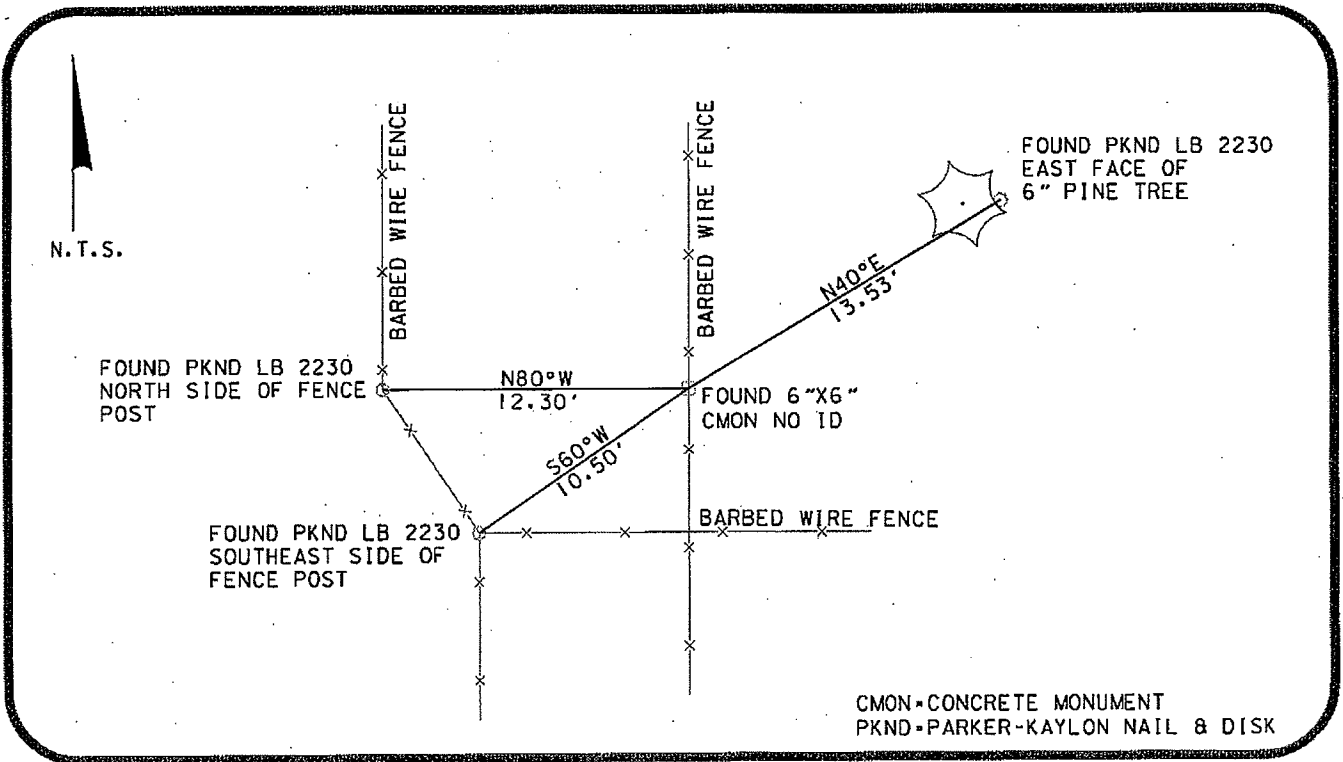 N.T.S.
BARBED WIRE FENCE
BARBED WIRE FENCE
FOUND PKND LB 2230
EAST FACE OF
6" PINE TREE
N40°E
13.53'
FOUND PKND LB 2230
NORTH SIDE OF FENCE
POST
N80°W
12.30'
FOUND 6"X6"
CMON NO ID
S60°W
10.50'
FOUND PKND LB 2230
SOUTHEAST SIDE OF
FENCE POST
BARBED WIRE FENCE
CMON=CONCRETE MONUMENT
PKND=PARKER-KAYLON NAIL & DISK